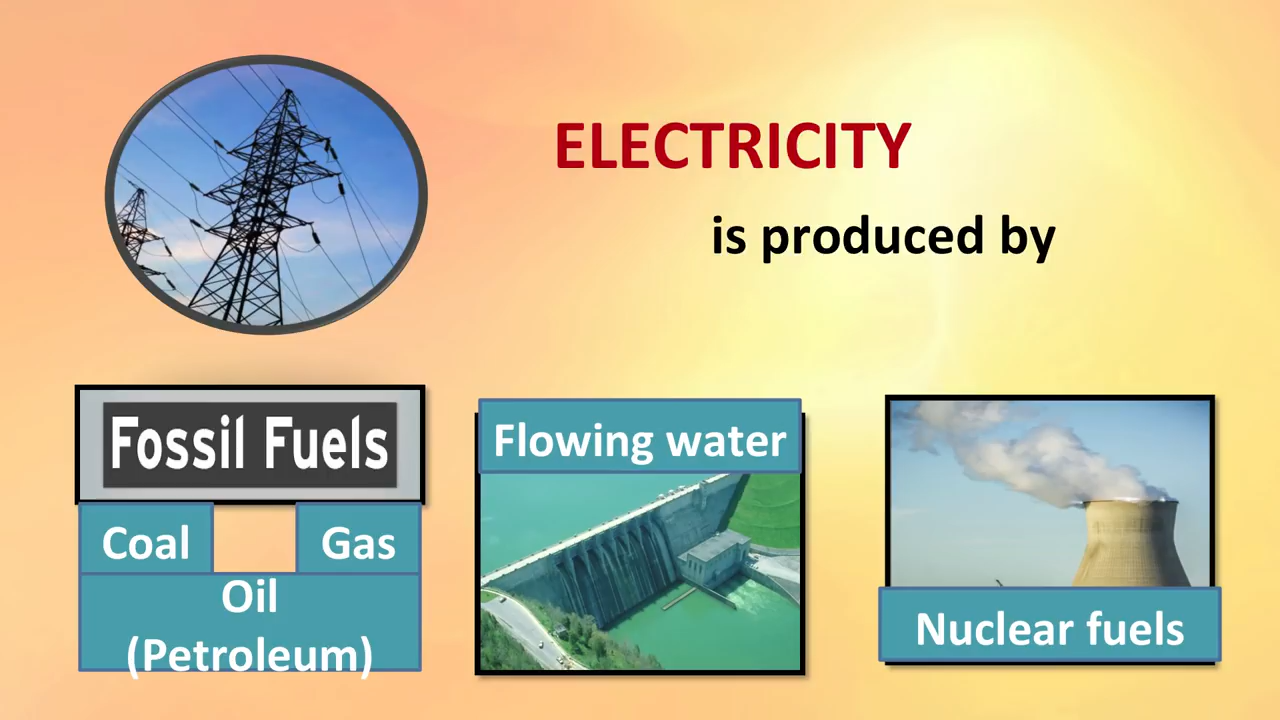 ELECTRICITY
is produced by
Fossil Fuels
Coal
Gas
Oil
(Petroleum)
Flowing water
Nuclear fuels